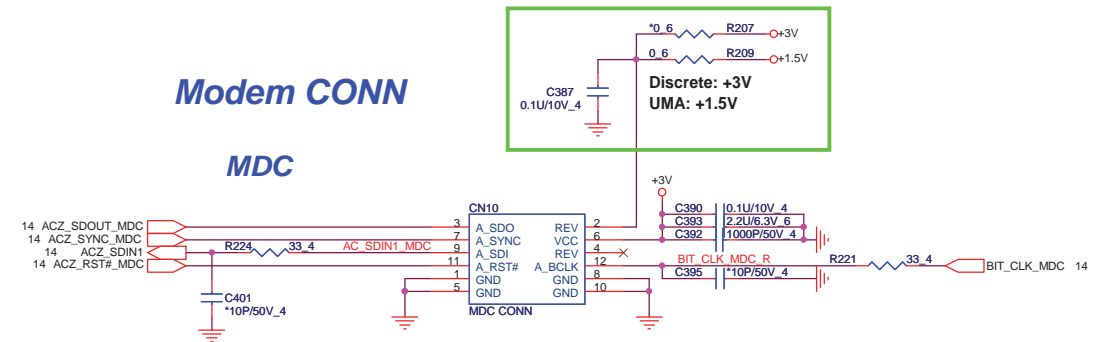 *0_6 R207 +3V
0_6 R209 +1.5V
Discrete: +3V
UMA: +1.5V
C387
0.1U/10V_4
Modem CONN
MDC
+3V
CN10
C390 0.1U/10V_4
C393 2.2U/6.3V_6
C392 1000P/50V_4
14 ACZ_SDOUT_MDC 3 A_SDO REV 2
14 ACZ_SYNC_MDC 7 A_SYNC VCC 6
14 ACZ_SDIN1 R224 33_4 AC_SDIN1_MDC 9 A_SDI REV 4
14 ACZ_RST#_MDC 11 A_RST# A_BCLK 12 BIT_CLK_MDC_R R221 33_4 BIT_CLK_MDC 14
1 GND GND 8
5 GND GND 10
C395 *10P/50V_4
MDC CONN
C401
*10P/50V_4